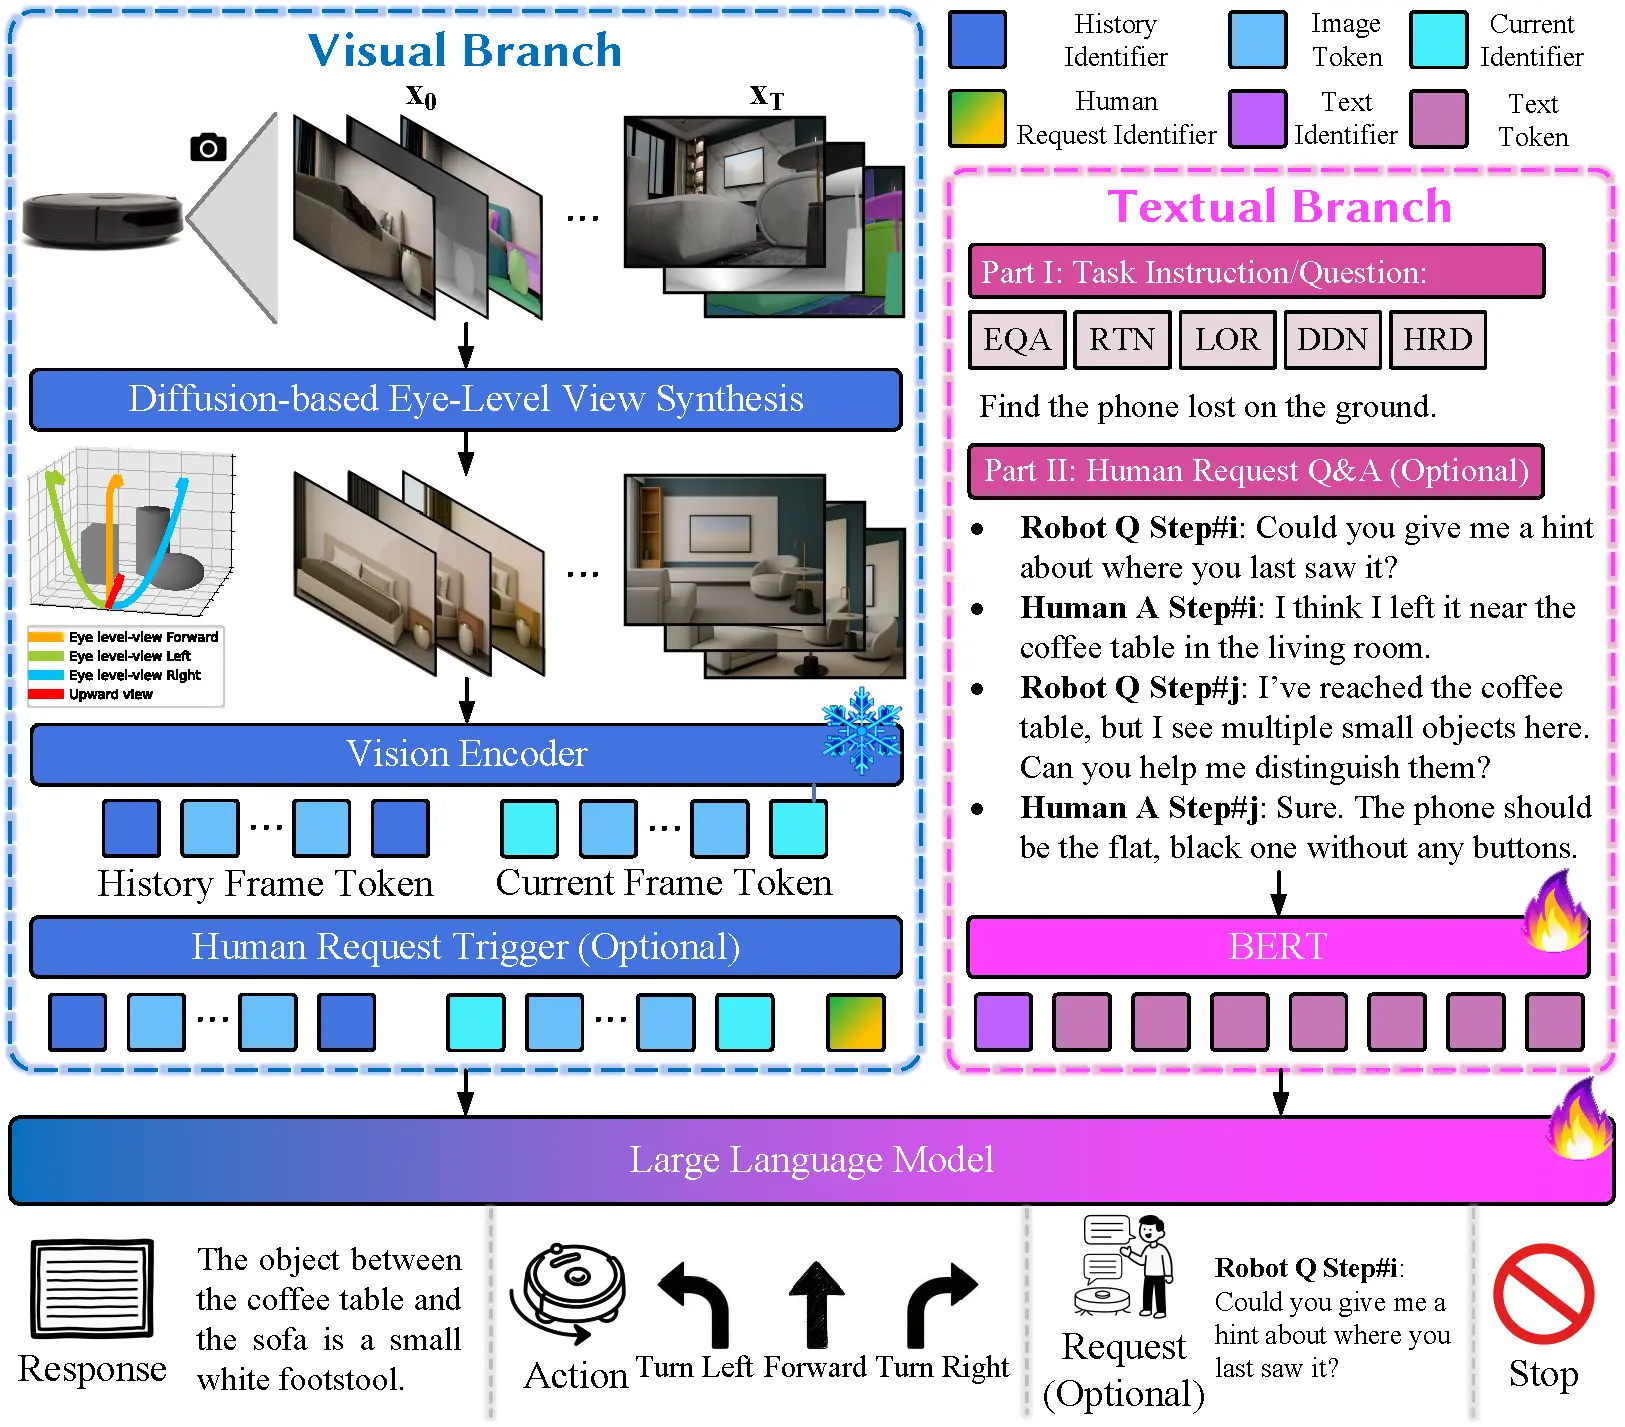 Visual Branch
x0
xT
...
Diffusion-based Eye-Level View Synthesis
Eye level-view Forward
Eye level-view Left
Eye level-view Right
Upward view
...
Vision Encoder
...
...
History Frame Token
Current Frame Token
Human Request Trigger (Optional)
...
...
History
Identifier
Image
Token
Current
Identifier
Human
Request Identifier
Text
Identifier
Text
Token
Textual Branch
Part I: Task Instruction/Question:
EQA
RTN
LOR
DDN
HRD
Find the phone lost on the ground.
Part II: Human Request Q&A (Optional)
• Robot Q Step#i: Could you give me a hint
about where you last saw it?
• Human A Step#i: I think I left it near the
coffee table in the living room.
• Robot Q Step#j: I’ve reached the coffee
table, but I see multiple small objects here.
Can you help me distinguish them?
• Human A Step#j: Sure. The phone should
be the flat, black one without any buttons.
BERT
Large Language Model
Response
The object between
the coffee table and
the sofa is a small
white footstool.
Action
Turn Left
Forward
Turn Right
Request
(Optional)
Robot Q Step#i:
Could you give me a
hint about where you
last saw it?
Stop